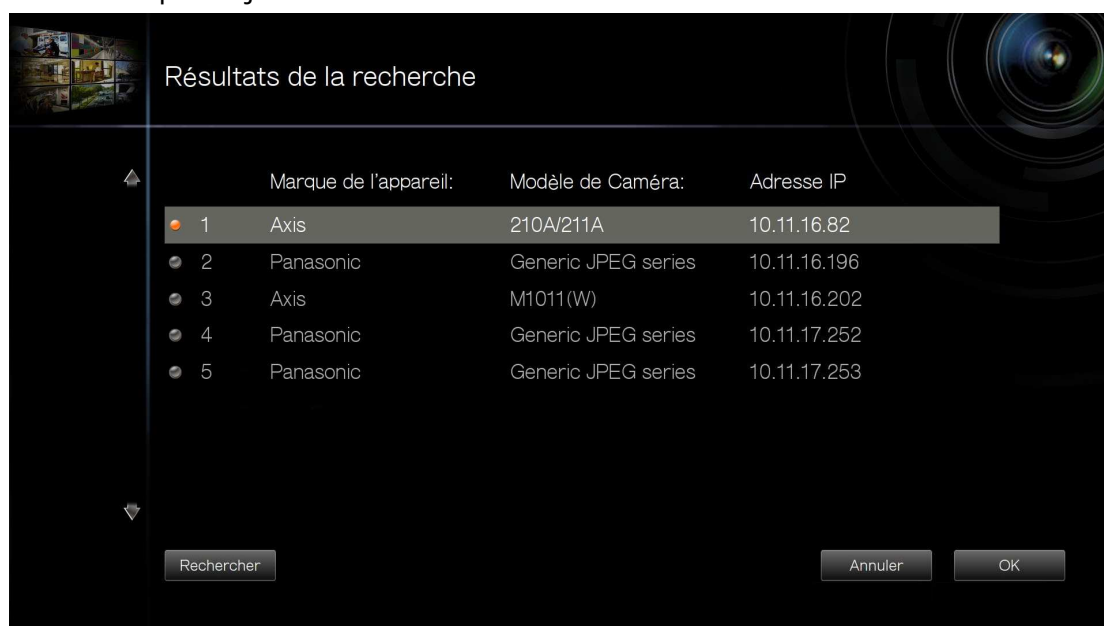 Résultats de la recherche
Marque de l'appareil: Modèle de Caméra: Adresse IP
1 Axis 210A/211A 10.11.16.82
2 Panasonic Generic JPEG series 10.11.16.196
3 Axis M1011(W) 10.11.16.202
4 Panasonic Generic JPEG series 10.11.17.252
5 Panasonic Generic JPEG series 10.11.17.253
Rechercher Annuler OK